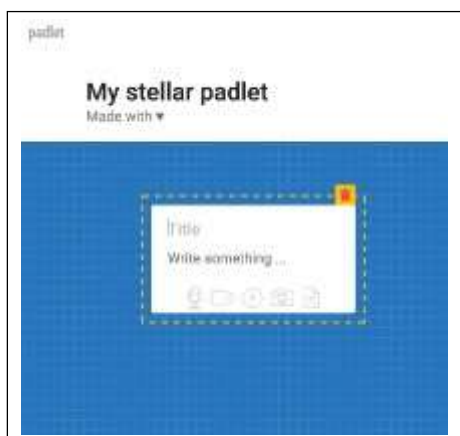 padlet
My stellar padlet
Made with ♥
Title
Write something ...